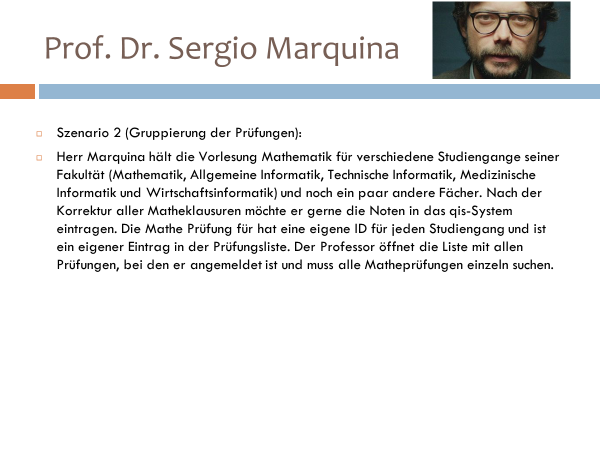 Prof. Dr. Sergio Marquina
Szenario 2 (Gruppierung der Prüfungen):
Herr Marquina hält die Vorlesung Mathematik für verschiedene Studiengange seiner
Fakultät (Mathematik, Allgemeine Informatik, Technische Informatik, Medizinische
Informatik und Wirtschaftsinformatik) und noch ein paar andere Fächer. Nach der
Korrektur aller Matheklausuren möchte er gerne die Noten in das qis-System
eintragen. Die Mathe Prüfung für hat eine eigene ID für jeden Studiengang und ist
ein eigener Eintrag in der Prüfungsliste. Der Professor öffnet die Liste mit allen
Prüfungen, bei den er angemeldet ist und muss alle Matheprüfungen einzeln suchen.